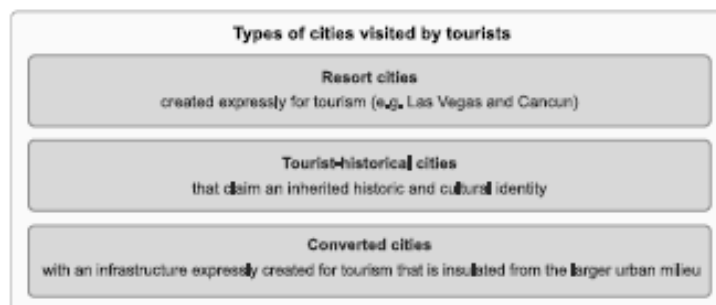 Types of cities visited by tourists
Resort cities
created expressly for tourism (e.g. Las Vegas and Cancun)
Tourist-historical cities
that claim an inherited historic and cultural identity
Converted cities
with an infrastructure expressly created for tourism that is insulated from the larger urban milieu